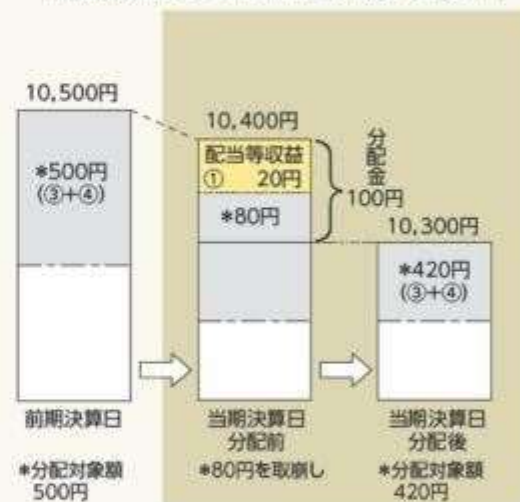 10,500円
*500円
(③+④)
前期決算日
*分配対象額
500円
10,400円
配当等収益
① 20円
*80円
分配金
100円
当期決算日
分配前
*80円を取崩し
10,300円
*420円
(③+④)
当期決算日
分配後
*分配対象額
420円